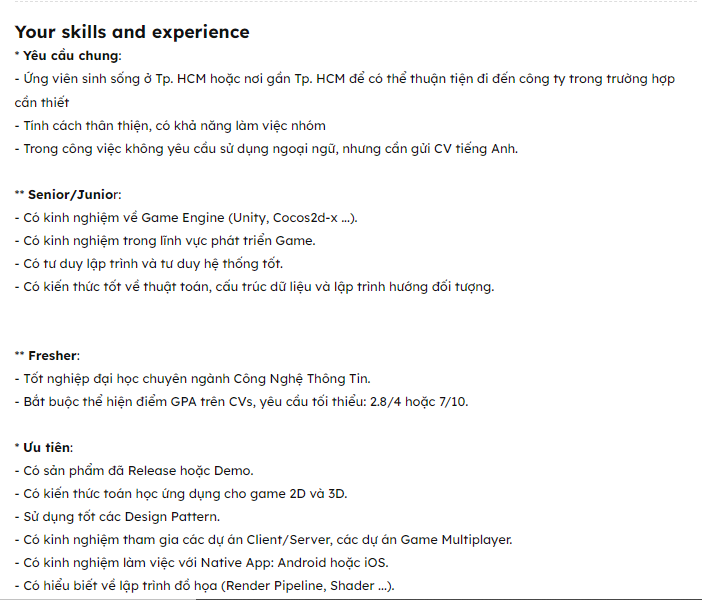 Your skills and experience
* Yêu cầu chung:
- Ứng viên sinh sống ở Tp. HCM hoặc nơi gần Tp. HCM để có thể thuận tiện đi đến công ty trong trường hợp
cần thiết
- Tính cách thân thiện, có khả năng làm việc nhóm
- Trong công việc không yêu cầu sử dụng ngoại ngữ, nhưng cần gửi CV tiếng Anh.
** Senior/Junior:
- Có kinh nghiệm về Game Engine (Unity, Cocos2d-x ...).
- Có kinh nghiệm trong lĩnh vực phát triển Game.
- Có tư duy lập trình và tư duy hệ thống tốt.
- Có kiến thức tốt về thuật toán, cấu trúc dữ liệu và lập trình hướng đối tượng.
** Fresher:
- Tốt nghiệp đại học chuyên ngành Công Nghệ Thông Tin.
- Bắt buộc thể hiện điểm GPA trên CVs, yêu cầu tối thiểu: 2.8/4 hoặc 7/10.
* Ưu tiên:
- Có sản phẩm đã Release hoặc Demo.
- Có kiến thức toán học ứng dụng cho game 2D và 3D.
- Sử dụng tốt các Design Pattern.
- Có kinh nghiệm tham gia các dự án Client/Server, các dự án Game Multiplayer.
- Có kinh nghiệm làm việc với Native App: Android hoặc iOS.
- Có hiểu biết về lập trình đồ họa (Render Pipeline, Shader ...).